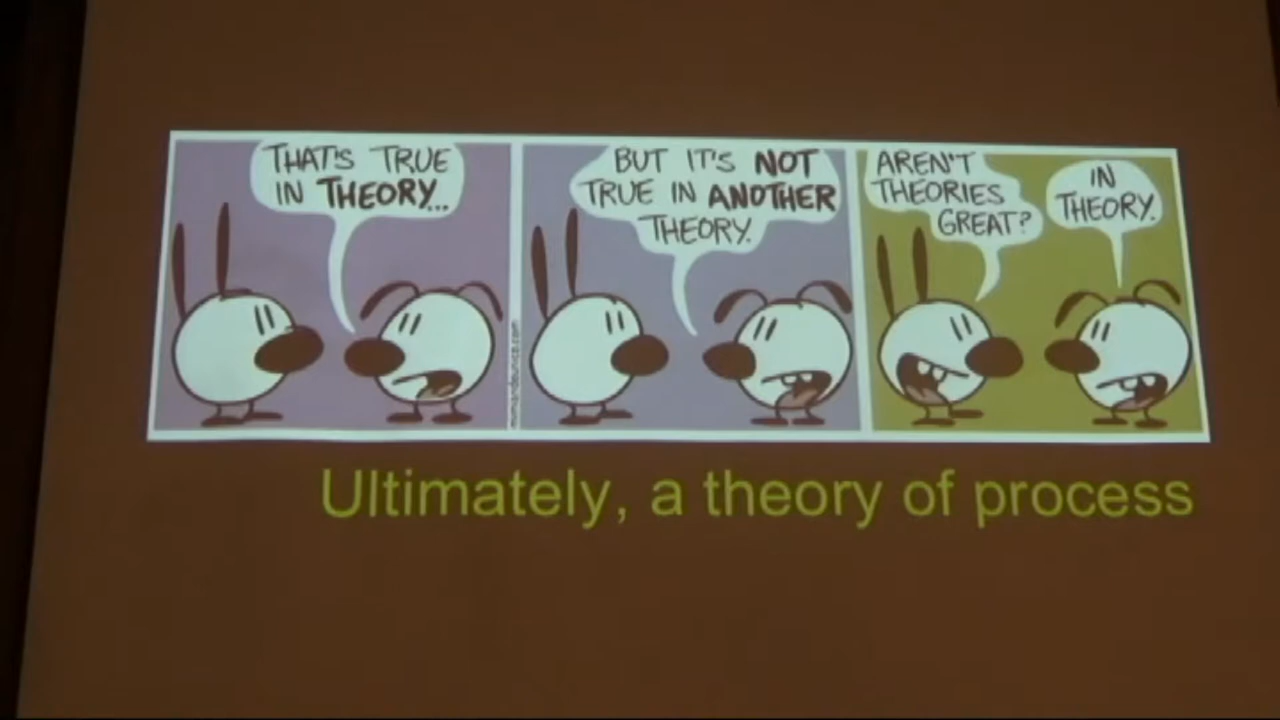 THAT'S TRUE
IN THEORY...
BUT IT'S NOT
TRUE IN ANOTHER
THEORY.
AREN'T
THEORIES
GREAT?
IN
THEORY.
Ultimately, a theory of process